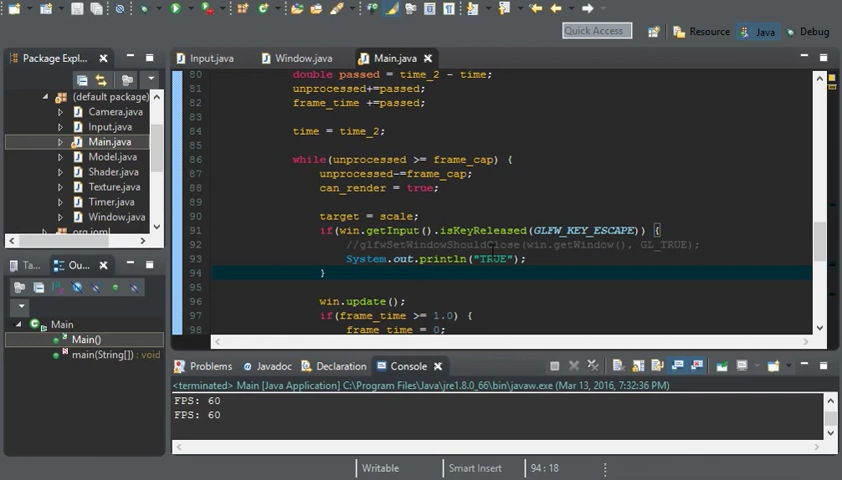 Quick Access
Resource
Java
Debug
Package Expl...
Input.java
Window.java
Main.java
(default package)
Camera.java
Input.java
Main.java
Model.java
Shader.java
Texture.java
Timer.java
Window.java
org.joml
80 double passed = time_2 - time;
81 unprocessed+=passed;
82 frame_time +=passed;
83
84 time = time_2;
85
86 while(unprocessed >= frame_cap) {
87 unprocessed-=frame_cap;
88 can_render = true;
89
90 target = scale;
91 if(win.getInput().isKeyReleased(GLFW_KEY_ESCAPE)) {
92 //glfwSetWindowShouldClose(win.getWindow(), GL_TRUE);
93 System.out.println("TRUE");
94 }
95
96 win.update();
97 if(frame_time >= 1.0) {
98 frame_time = 0;
Ta...
Ou...
Main
Main()
main(String[]) : void
Problems
Javadoc
Declaration
Console
<terminated> Main [Java Application] C:\Program Files\Java\jre1.8.0_66\bin\javaw.exe (Mar 13, 2016, 7:32:36 PM)
FPS: 60
FPS: 60
Writable
Smart Insert
94 : 18